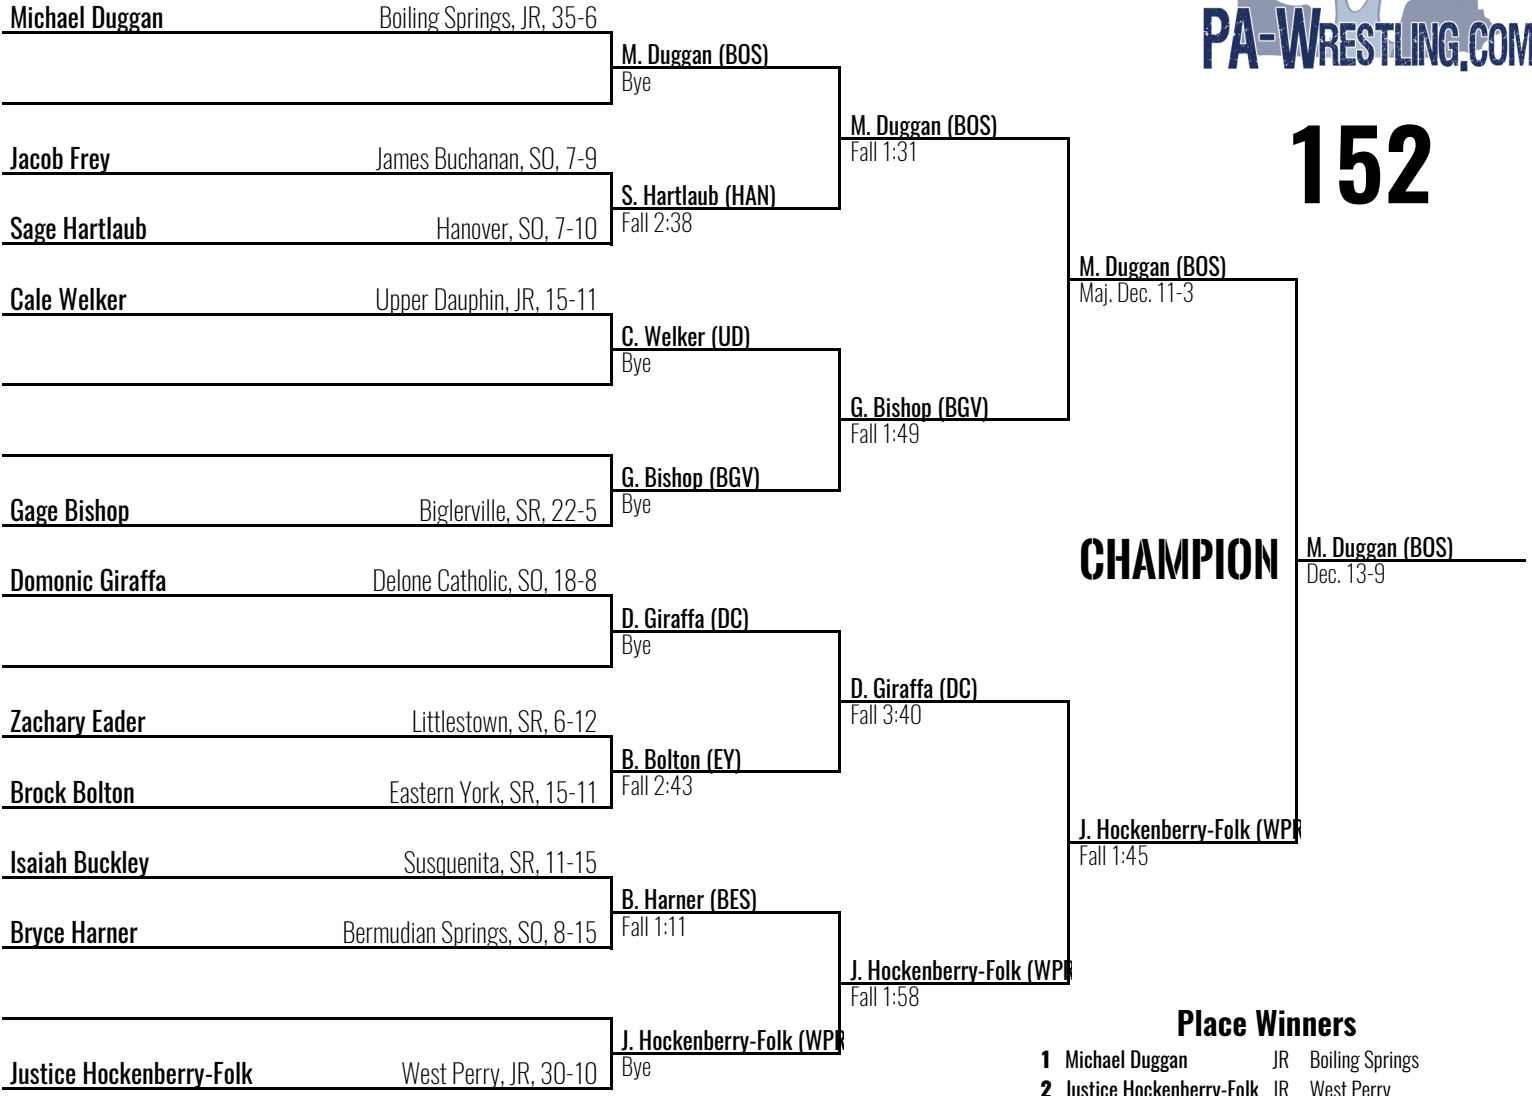 Michael Duggan Boiling Springs, JR, 35-6
PA-WRESTLING.COM
M. Duggan (BOS)
Bye
M. Duggan (BOS)
Fall 1:31
152
Jacob Frey James Buchanan, SO, 7-9
S. Hartlaub (HAN)
Fall 2:38
Sage Hartlaub Hanover, SO, 7-10
M. Duggan (BOS)
Maj. Dec. 11-3
Cale Welker Upper Dauphin, JR, 15-11
C. Welker (UD)
Bye
G. Bishop (BGV)
Fall 1:49
G. Bishop (BGV)
Bye
Gage Bishop Biglerville, SR, 22-5
CHAMPION
M. Duggan (BOS)
Dec. 13-9
Domonic Giraffa Delone Catholic, SO, 18-8
D. Giraffa (DC)
Bye
D. Giraffa (DC)
Fall 3:40
Zachary Eader Littlestown, SR, 6-12
B. Bolton (EY)
Fall 2:43
Brock Bolton Eastern York, SR, 15-11
J. Hockenberry-Folk (WPR
Fall 1:45
Isaiah Buckley Susquenita, SR, 11-15
B. Harner (BES)
Fall 1:11
Bryce Harner Bermudian Springs, SO, 8-15
J. Hockenberry-Folk (WPR
Fall 1:58
J. Hockenberry-Folk (WPR
Bye
Justice Hockenberry-Folk West Perry, JR, 30-10
Place Winners
1 Michael Duggan JR Boiling Springs
2 Justice Hockenberry-Folk JR West Perry